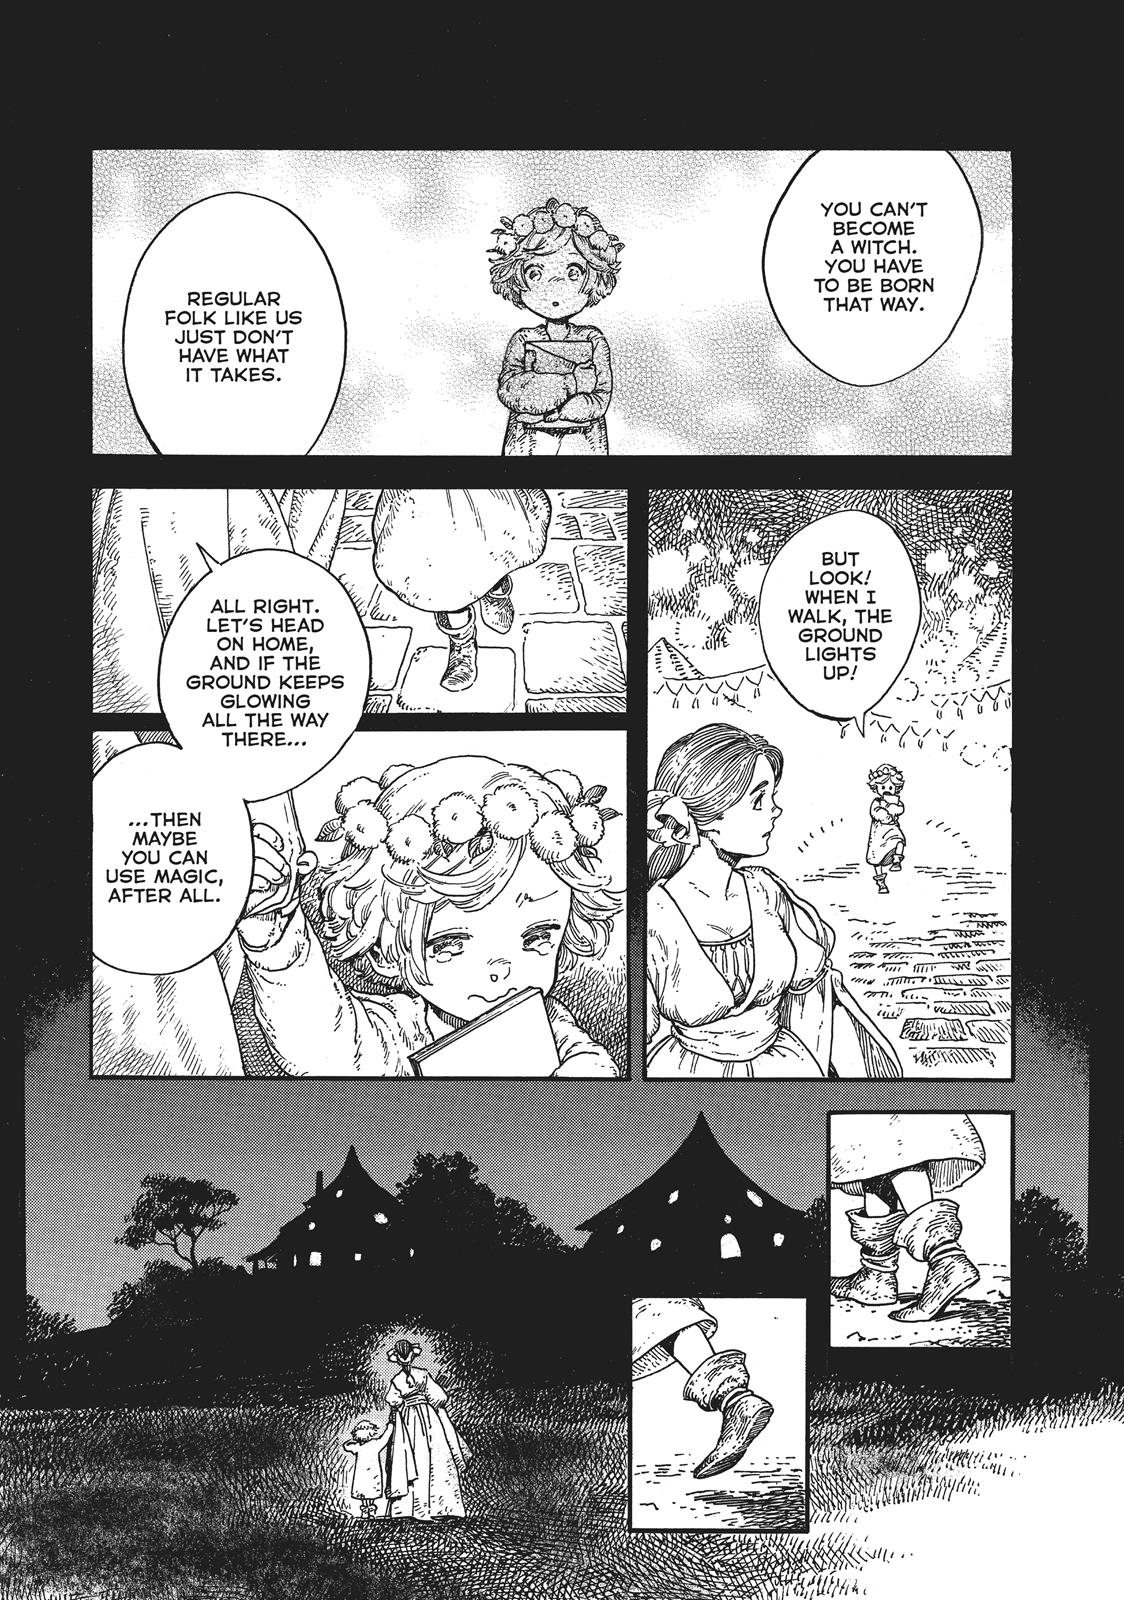 YOU CAN'T
BECOME
A WITCH.
YOU HAVE
TO BE BORN
THAT WAY.
REGULAR
FOLK LIKE US
JUST DON'T
HAVE WHAT
IT TAKES.
BUT
LOOK!
WHEN I
WALK, THE
GROUND
LIGHTS
UP!
ALL RIGHT.
LET'S HEAD
ON HOME,
AND IF THE
GROUND KEEPS
GLOWING
ALL THE WAY
THERE...
...THEN
MAYBE
YOU CAN
USE MAGIC,
AFTER ALL.